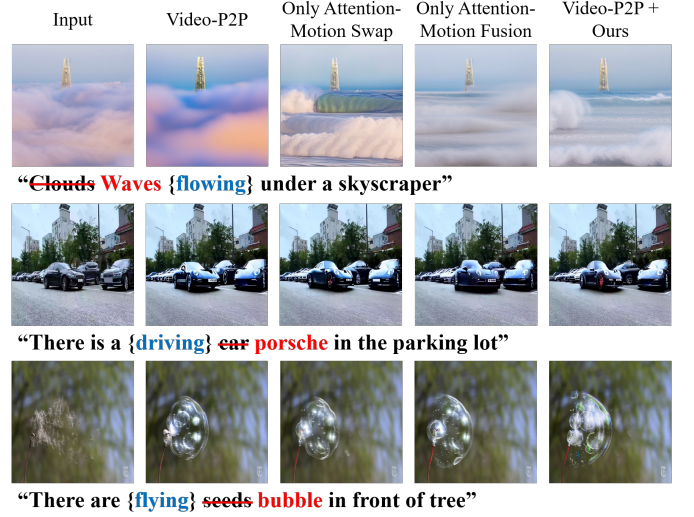 Input
Video-P2P
Only Attention-
Motion Swap
Only Attention-
Motion Fusion
Video-P2P +
Ours
“Clouds Waves {flowing} under a skyscraper”
“There is a {driving} car porsche in the parking lot”
“There are {flying} seeds bubble in front of tree”